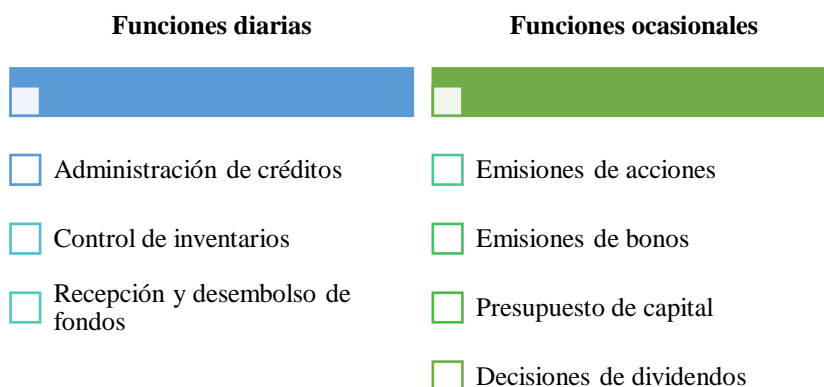 Funciones diarias
Administración de créditos
Control de inventarios
Recepción y desembolso de
fondos
Funciones ocasionales
Emisiones de acciones
Emisiones de bonos
Presupuesto de capital
Decisiones de dividendos